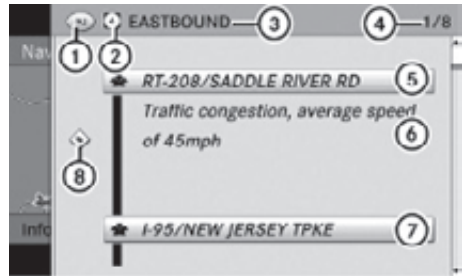 EASTBOUND
3
4
1/8
Nav
1
2
RT-208/SADDLE RIVER RD
5
Traffic congestion, average speed
of 45mph
6
8
Info
I-95/NEW JERSEY TPKE
7